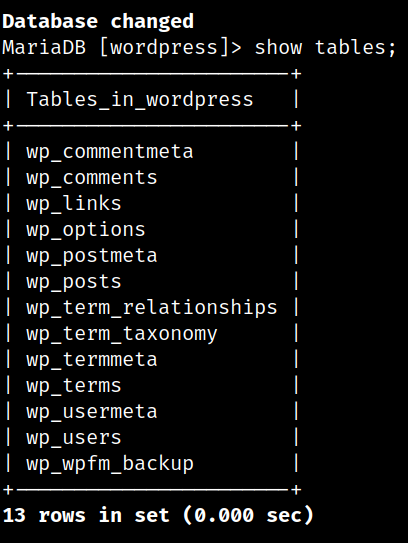 Database changed
MariaDB [wordpress]> show tables;
+-----------------------+
| Tables_in_wordpress   |
+-----------------------+
| wp_commentmeta        |
| wp_comments           |
| wp_links              |
| wp_options            |
| wp_postmeta           |
| wp_posts              |
| wp_term_relationships |
| wp_term_taxonomy      |
| wp_termmeta           |
| wp_terms              |
| wp_usermeta           |
| wp_users              |
| wp_wpfm_backup        |
+-----------------------+
13 rows in set (0.000 sec)